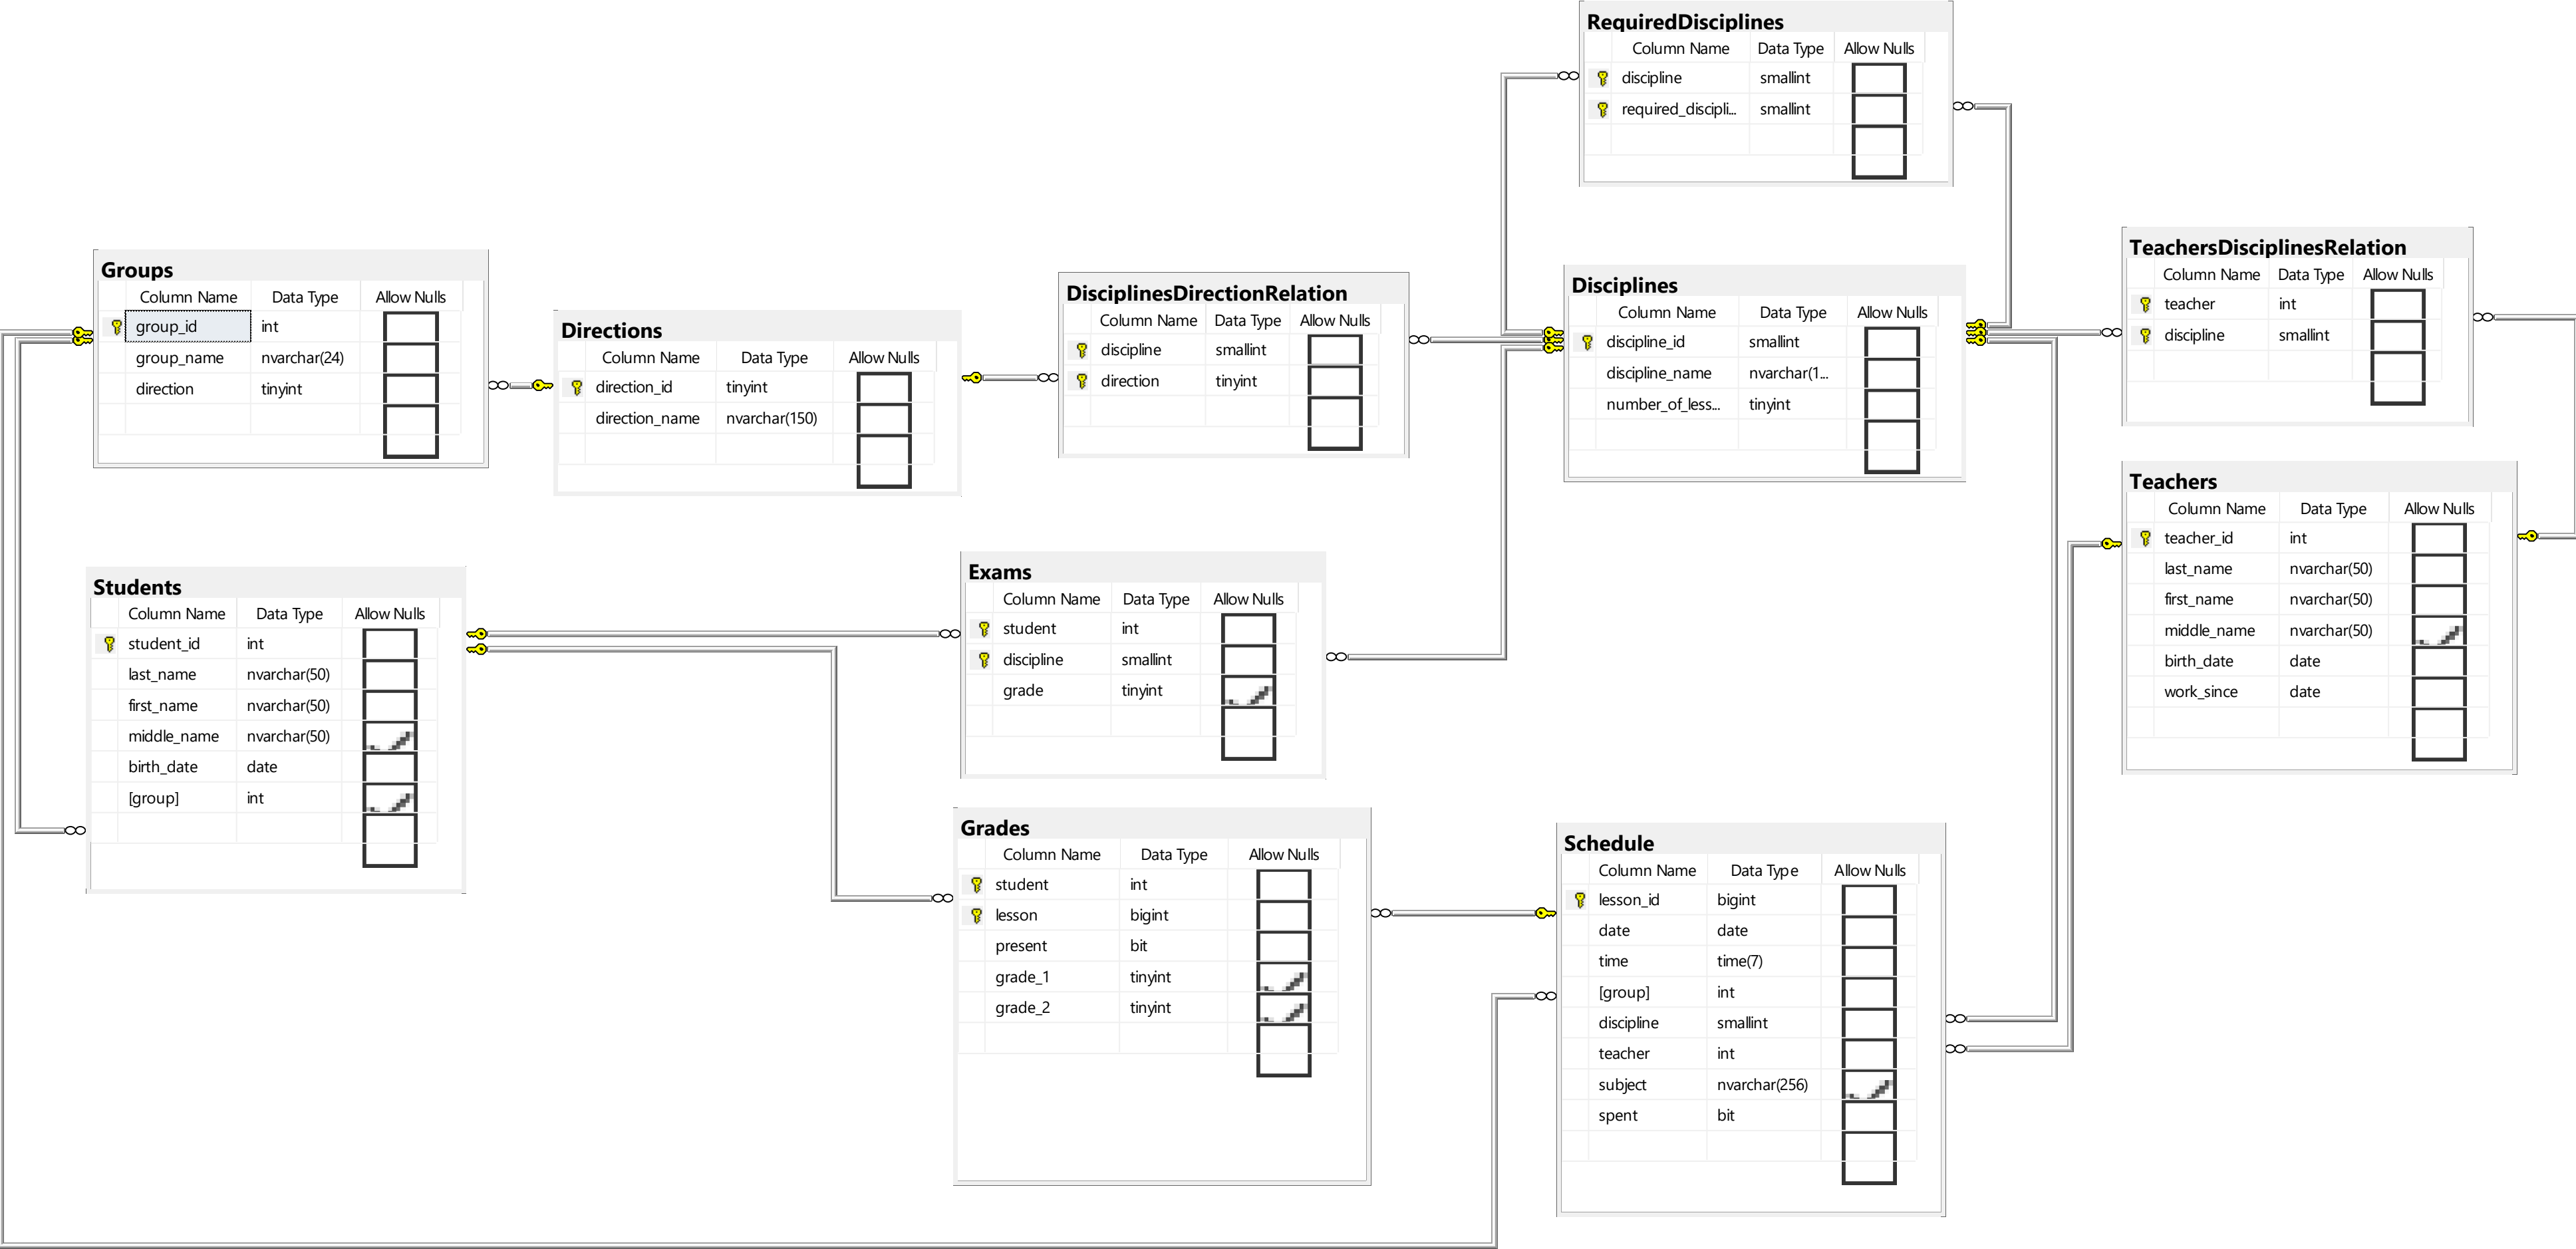 RequiredDisciplines
Column Name Data Type Allow Nulls
discipline smallint
required_discipli... smallint
Groups
Column Name Data Type Allow Nulls
group_id int
group_name nvarchar(24)
direction tinyint
Directions
Column Name Data Type Allow Nulls
direction_id tinyint
direction_name nvarchar(150)
DisciplinesDirectionRelation
Column Name Data Type Allow Nulls
discipline smallint
direction tinyint
Disciplines
Column Name Data Type Allow Nulls
discipline_id smallint
discipline_name nvarchar(1...
number_of_less... tinyint
TeachersDisciplinesRelation
Column Name Data Type Allow Nulls
teacher int
discipline smallint
Teachers
Column Name Data Type Allow Nulls
teacher_id int
last_name nvarchar(50)
first_name nvarchar(50)
middle_name nvarchar(50)
birth_date date
work_since date
Students
Column Name Data Type Allow Nulls
student_id int
last_name nvarchar(50)
first_name nvarchar(50)
middle_name nvarchar(50)
birth_date date
[group] int
Exams
Column Name Data Type Allow Nulls
student int
discipline smallint
grade tinyint
Grades
Column Name Data Type Allow Nulls
student int
lesson bigint
present bit
grade_1 tinyint
grade_2 tinyint
Schedule
Column Name Data Type Allow Nulls
lesson_id bigint
date date
time time(7)
[group] int
discipline smallint
teacher int
subject nvarchar(256)
spent bit